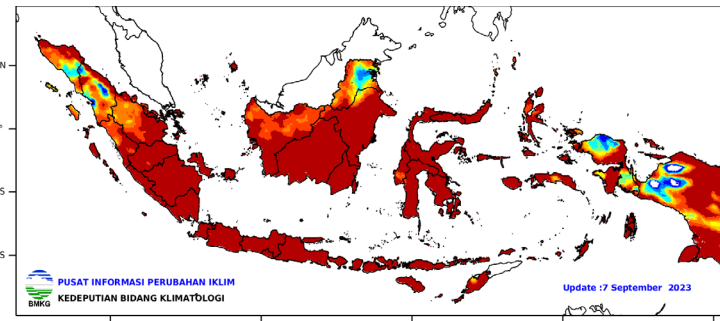 N
°
S
S
PUSAT INFORMASI PERUBAHAN IKLIM
KEDEPUTIAN BIDANG KLIMATOLOGI
BMKG
Update :7 September 2023